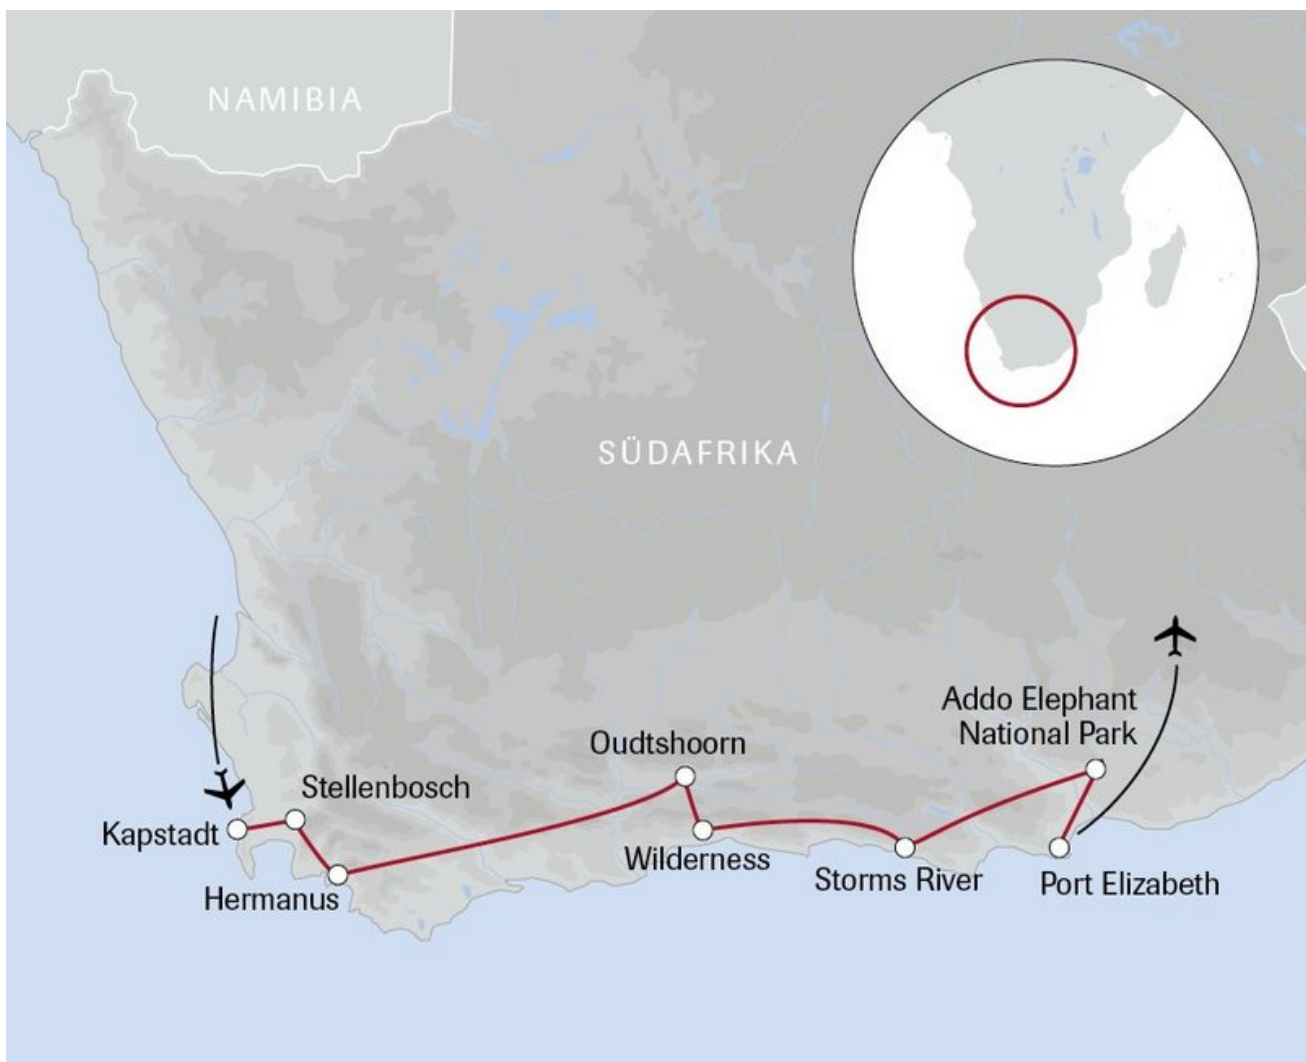 NAMIBIA
SÜDAFRIKA
Addo Elephant
National Park
Oudtshoorn
Stellenbosch
Kapstadt
Wilderness
Storms River
Port Elizabeth
Hermanus